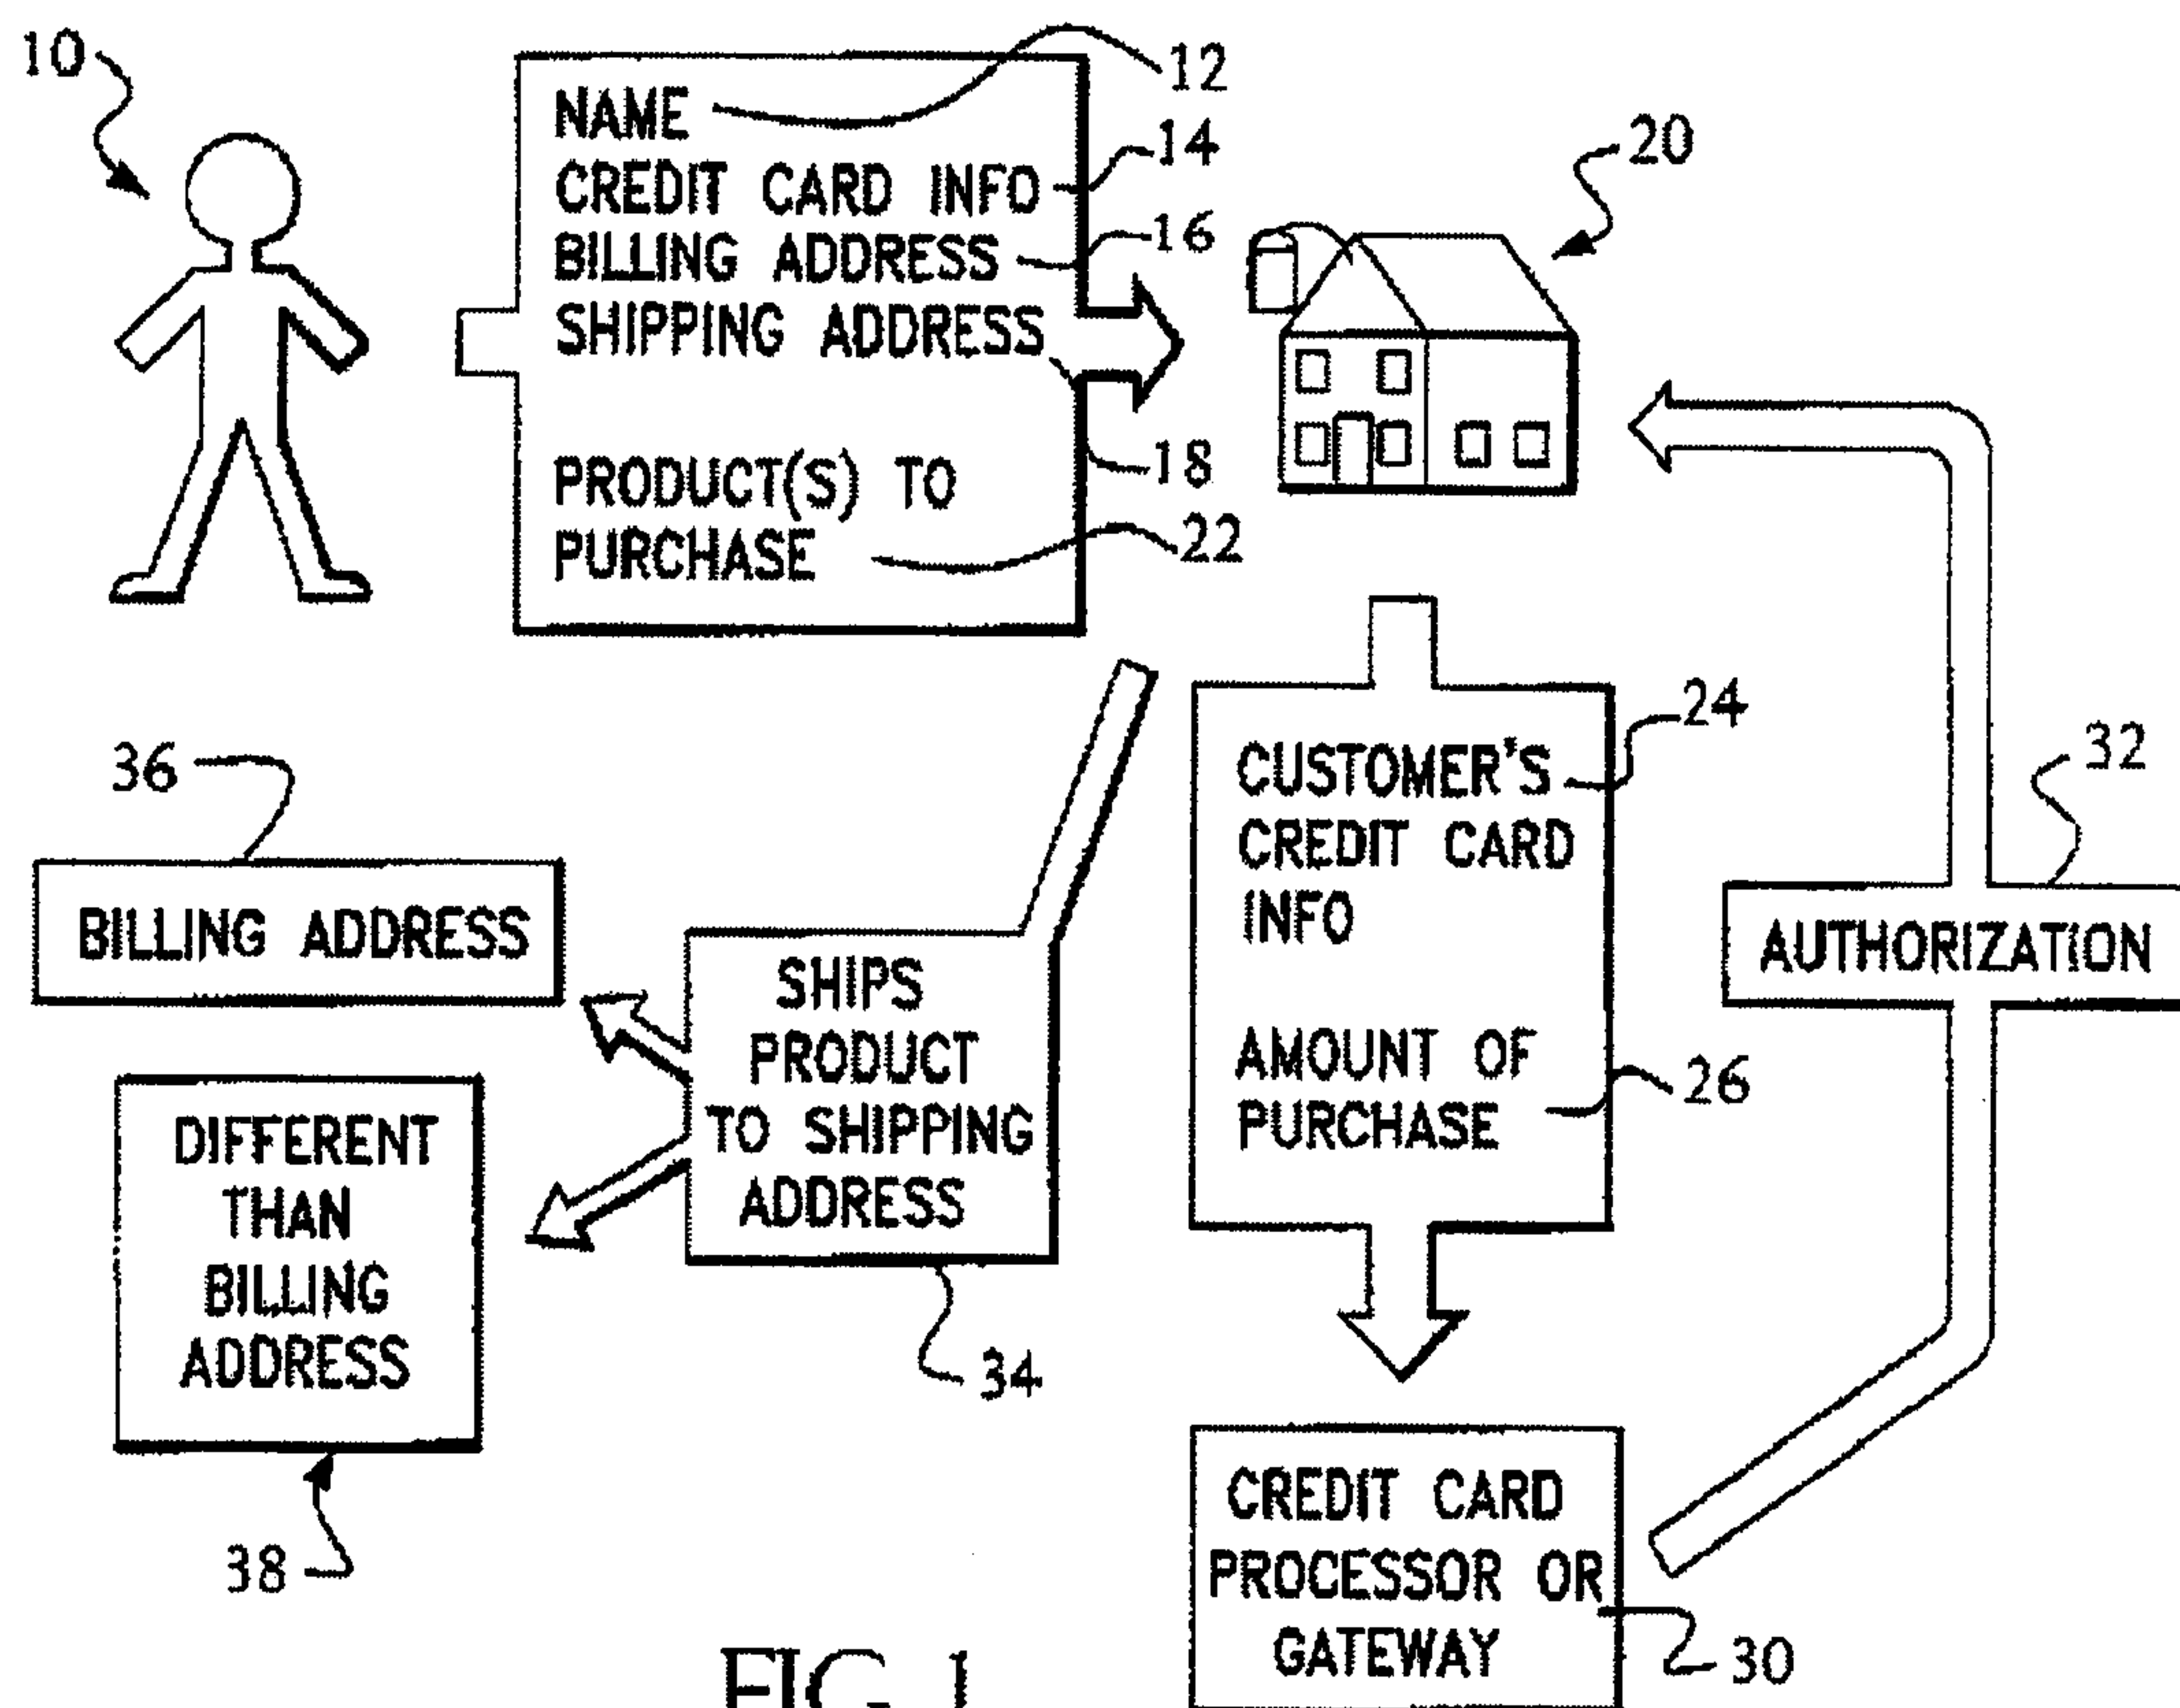 10
NAME
12
CREDIT CARD INFO
14
BILLING ADDRESS
16
SHIPPING ADDRESS
18
PRODUCT(S) TO
PURCHASE
22
20
CUSTOMER'S
24
CREDIT CARD
INFO
AMOUNT OF
PURCHASE
26
32
AUTHORIZATION
36
BILLING ADDRESS
SHIPS
PRODUCT
TO SHIPPING
ADDRESS
34
DIFFERENT
THAN
BILLING
ADDRESS
38
CREDIT CARD
PROCESSOR OR
GATEWAY
30
FIG. 1